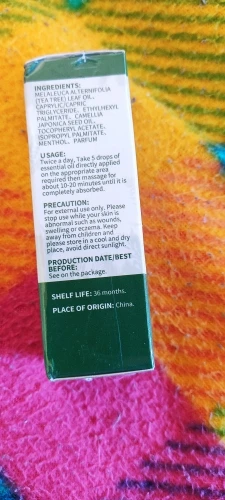 INGREDIENTS:
MELALEUCA ALTERNIFOLIA
(TEA TREE) LEAF OIL,
CAPRYLIC/CAPRIC
TRIGLYCERIDE, ETHYLHEXYL
PALMITATE, CAMELLIA
JAPONICA SEED OIL,
TOCOPHERYL ACETATE,
ISOPROPYL PALMITATE,
MENTHOL, PARFUM
USAGE:
Twice a day, Take 5 drops of
essential oil directly applied
on the appropriate area
required then massage for
about 10-20 minutes until it is
completely absorbed.
PRECAUTION:
For external use only. Please
stop use while your skin is
abnormal such as wounds,
swelling or eczema. Keep
away from children and
please store in a cool and dry
place, avoid direct sunlight.
PRODUCTION DATE/BEST
BEFORE:
See on the package.
SHELF LIFE: 36 months.
PLACE OF ORIGIN: China.